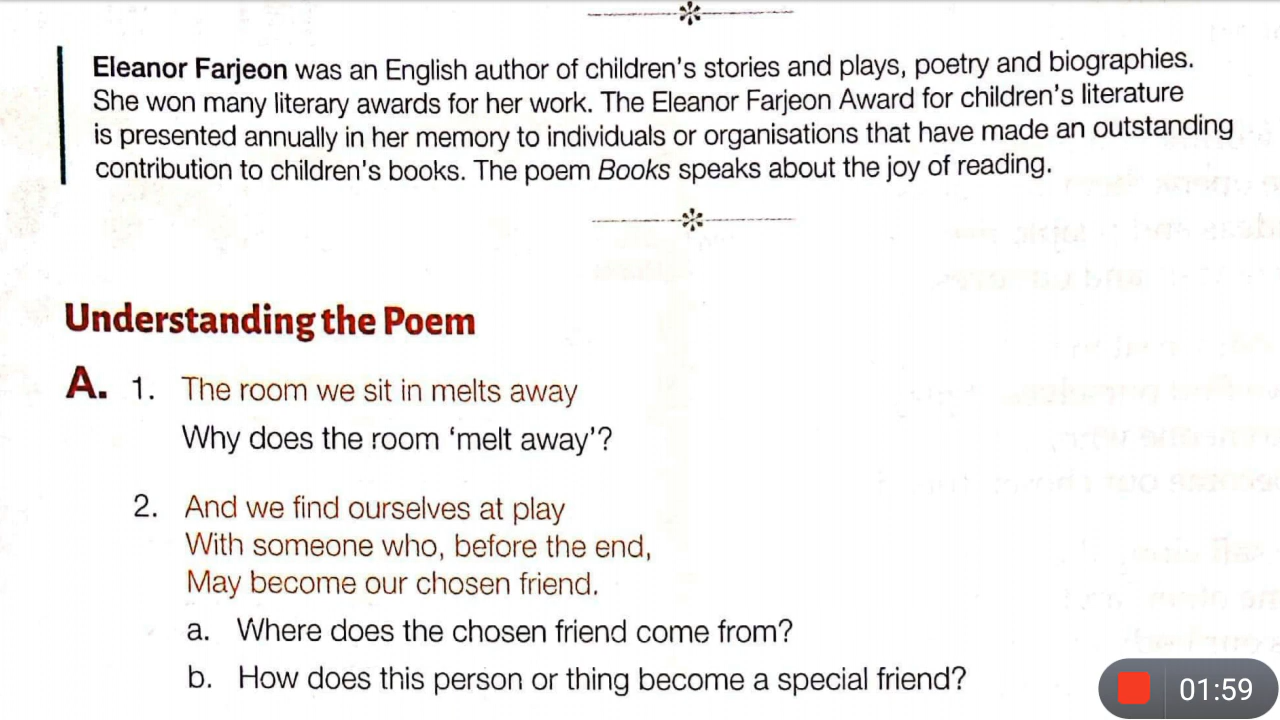 Eleanor Farjeon was an English author of children's stories and plays, poetry and biographies.
She won many literary awards for her work. The Eleanor Farjeon Award for children's literature
is presented annually in her memory to individuals or organisations that have made an outstanding
contribution to children's books. The poem Books speaks about the joy of reading.
Understanding the Poem
A. 1. The room we sit in melts away
Why does the room 'melt away'?
2. And we find ourselves at play
With someone who, before the end,
May become our chosen friend.
a. Where does the chosen friend come from?
b. How does this person or thing become a special friend?
01:59